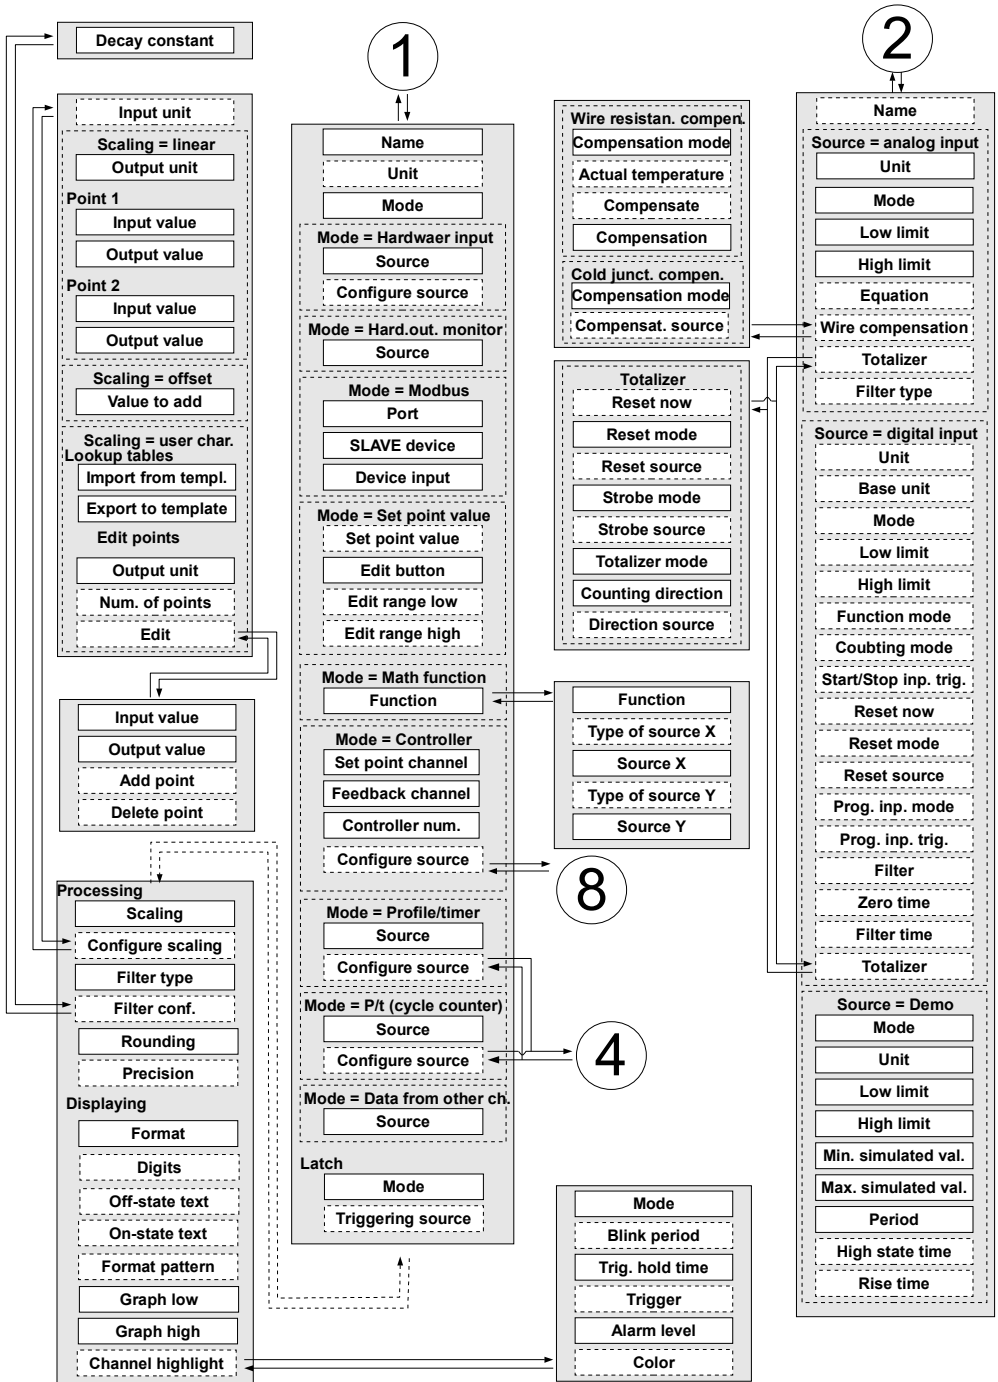 Decay constant
Input unit
Scaling = linear
Output unit
Point 1
Input value
Output value
Point 2
Input value
Output value
Scaling = offset
Value to add
Scaling = user char.
Lookup tables
Import from templ.
Export to template
Edit points
Output unit
Num. of points
Edit
Input value
Output value
Add point
Delete point
Processing
Scaling
Configure scaling
Filter type
Filter conf.
Rounding
Precision
Displaying
Format
Digits
Off-state text
On-state text
Format pattern
Graph low
Graph high
Channel highlight
1
Name
Unit
Mode
Mode = Hardwaer input
Source
Configure source
Mode = Hard.out. monitor
Source
Mode = Modbus
Port
SLAVE device
Device input
Mode = Set point value
Set point value
Edit button
Edit range low
Edit range high
Mode = Math function
Function
Mode = Controller
Set point channel
Feedback channel
Controller num.
Configure source
Mode = Profile/timer
Source
Configure source
Mode = P/t (cycle counter)
Source
Configure source
Mode = Data from other ch.
Source
Latch
Mode
Triggering source
Wire resistan. compen.
Compensation mode
Actual temperature
Compensate
Compensation
Cold junct. compen.
Compensation mode
Compensat. source
Totalizer
Reset now
Reset mode
Reset source
Strobe mode
Strobe source
Totalizer mode
Counting direction
Direction source
Function
Type of source X
Source X
Type of source Y
Source Y
8
4
Mode
Blink period
Trig. hold time
Trigger
Alarm level
Color
2
Name
Source = analog input
Unit
Mode
Low limit
High limit
Equation
Wire compensation
Totalizer
Filter type
Source = digital input
Unit
Base unit
Mode
Low limit
High limit
Function mode
Coubting mode
Start/Stop inp. trig.
Reset now
Reset mode
Reset source
Prog. inp. mode
Prog. inp. trig.
Filter
Zero time
Filter time
Totalizer
Source = Demo
Mode
Unit
Low limit
High limit
Min. simulated val.
Max. simulated val.
Period
High state time
Rise time